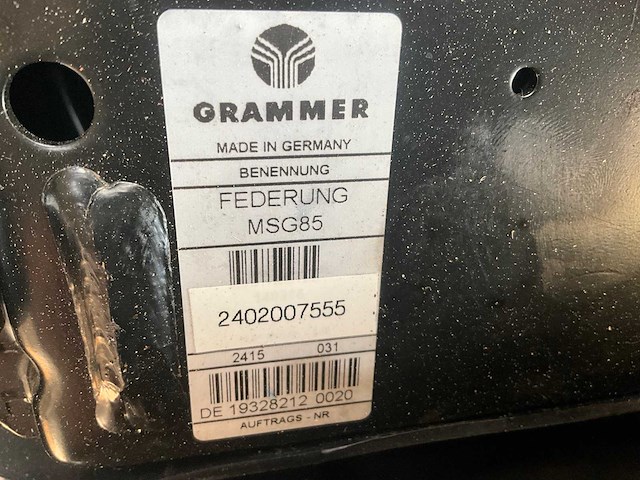 GRAMMER
MADE IN GERMANY
BENENNUNG
FEDERUNG
MSG85
2402007555
2415 031
DE 19328212 0020
AUFTRAGS - NR